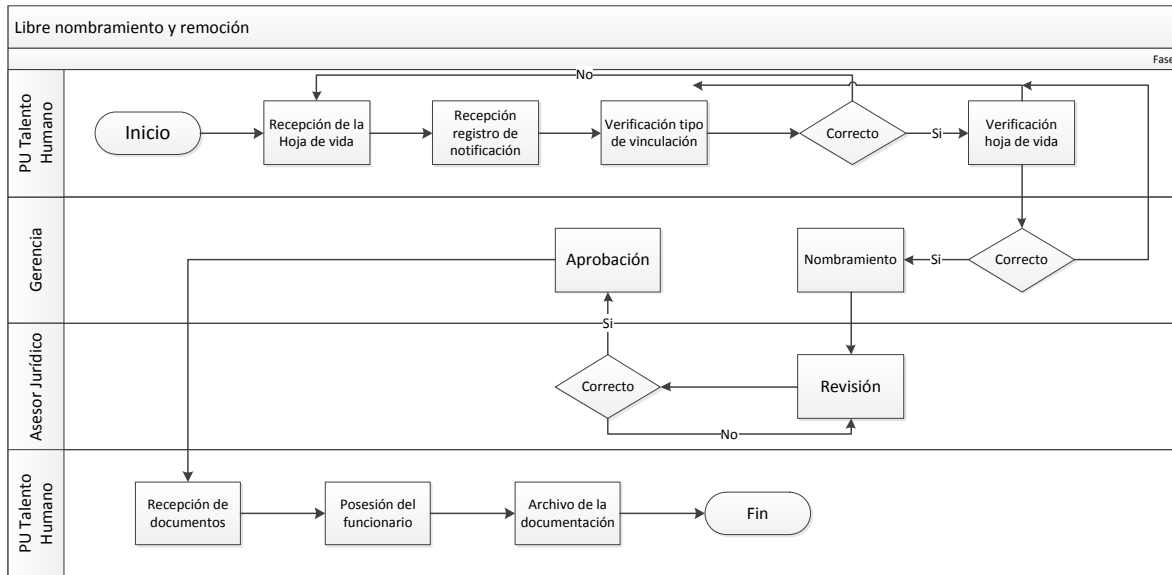 Libre nombramiento y remoción
Fase
PU Talento
Humano
Inicio
Recepción de la
Hoja de vida
Recepción
registro de
notificación
Verificación tipo
de vinculación
Correcto
No
Si
Verificación
hoja de vida
Gerencia
Aprobación
Nombramiento
Si
Correcto
Si
Asesor Jurídico
Correcto
Revisión
No
PU Talento
Humano
Recepción de
documentos
Posesión del
funcionario
Archivo de la
documentación
Fin